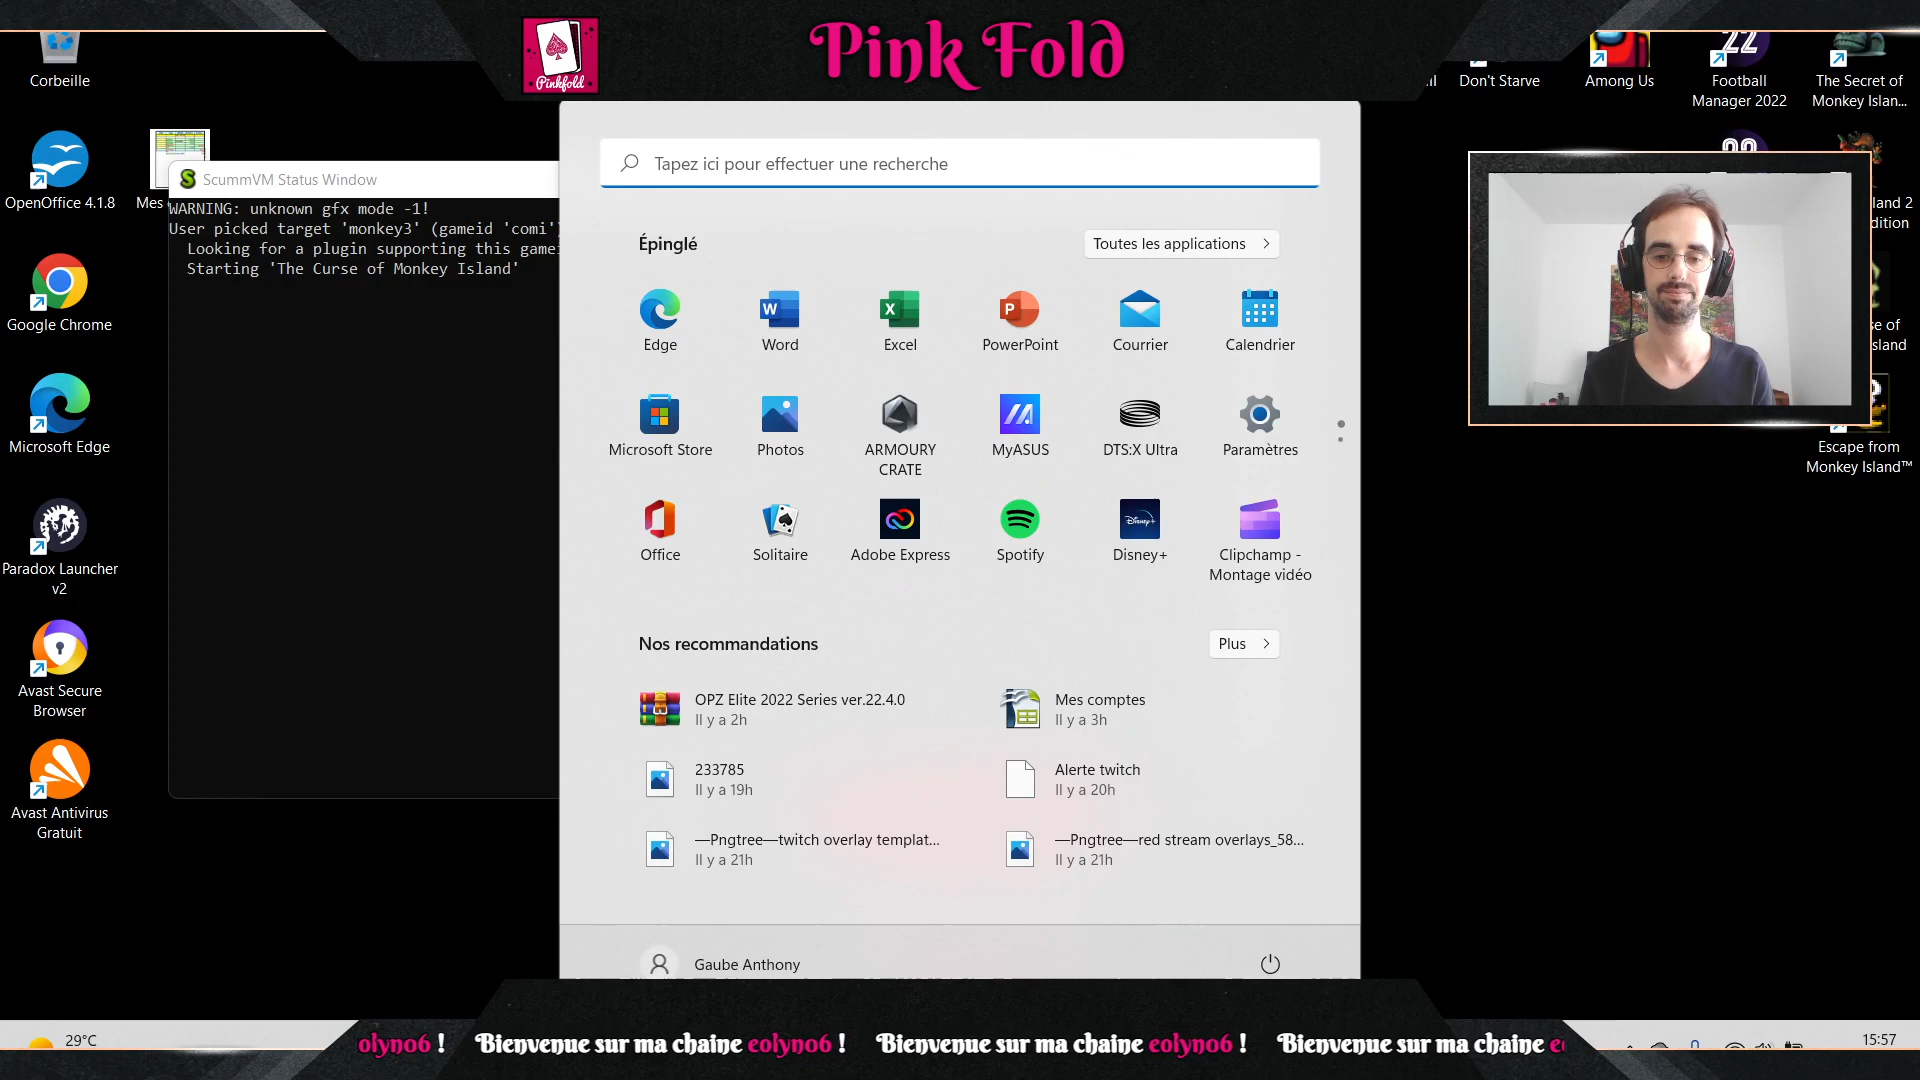 Pink Fold
Pinkfold
Corbeille
OpenOffice 4.1.8
Mes
Google Chrome
Microsoft Edge
Paradox Launcher
v2
Avast Secure
Browser
Avast Antivirus
Gratuit
ScummVM Status Window
WARNING: unknown gfx mode -1!
User picked target 'monkey3' (gameid 'comi')
Looking for a plugin supporting this
Starting 'The Curse of Monkey Island'
Tapez ici pour effectuer une recherche
Épinglé
Toutes les applications
Edge
Word
Excel
PowerPoint
Courrier
Calendrier
Microsoft Store
Photos
ARMOURY
CRATE
MyASUS
DTS:X Ultra
Paramètres
Office
Solitaire
Adobe Express
Spotify
Disney+
Clipchamp -
Montage vidéo
Nos recommandations
Plus
OPZ Elite 2022 Series ver.22.4.0
Il y a 2h
Mes comptes
Il y a 3h
233785
Il y a 19h
Alerte twitch
Il y a 20h
—Pngtree—twitch overlay templat...
Il y a 21h
—Pngtree—red stream overlays_58...
Il y a 21h
Gaube Anthony
Don't Starve
Among Us
Football
Manager 2022
The Secret of
Monkey Islan...
Escape from
Monkey Island™
29°C
olyno6 ! Bienvenue sur ma chaine eolyno6 ! Bienvenue sur ma chaine eolyno6 ! Bienvenue sur ma chaine
15:57